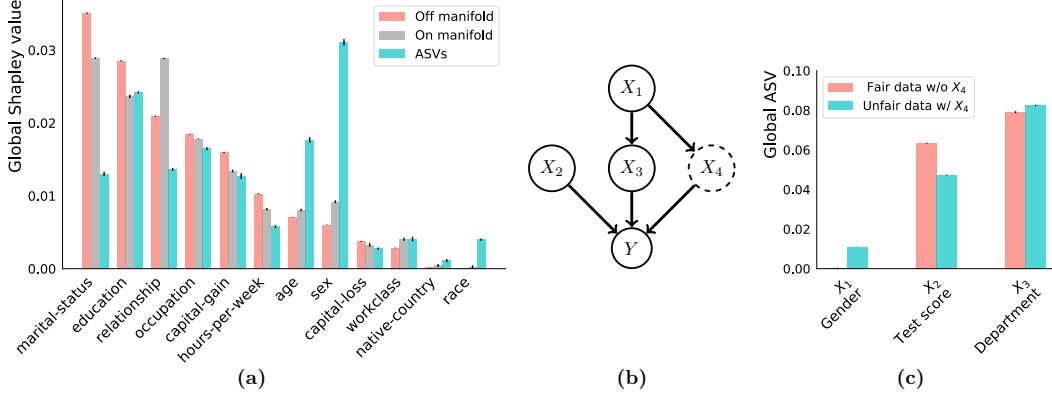 Global Shapley value
0.03
0.02
0.01
0.00
Off manifold
On manifold
ASVs
marital-status
education
relationship
occupation
capital-gain
hours-per-week
age
sex
capital-loss
workclass
native-country
race
(a)
X₁
X₂
X₃
X₄
Y
(b)
Global ASV
0.10
0.08
0.06
0.04
0.02
0.00
Fair data w/o X₄
Unfair data w/ X₄
X₁
Gender
X₂
Test score
X₃
Department
(c)